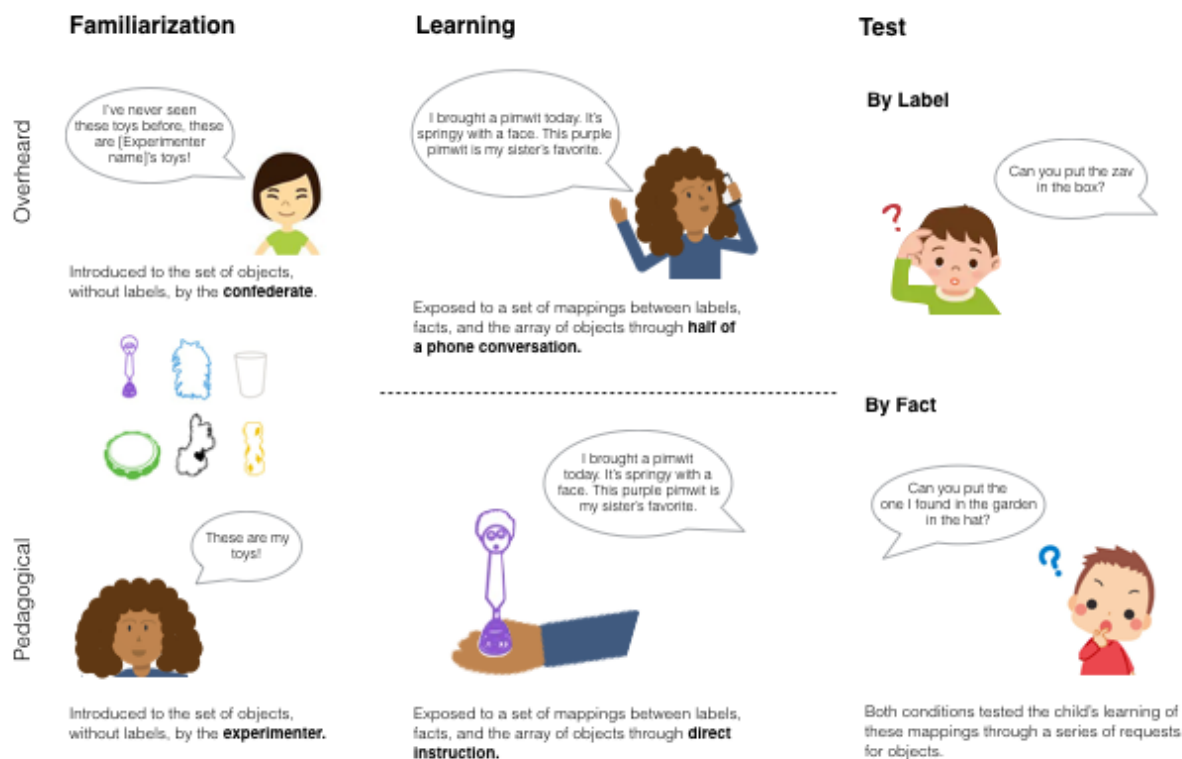 Familiarization
Learning
Test
Overheard
I've never seen
these toys before, these
are [Experimenter
name]'s toys!
Introduced to the set of objects,
without labels, by the confederate.
I brought a pimwit today. It's
springy with a face. This purple
pimwit is my sister's favorite.
Exposed to a set of mappings between labels,
facts, and the array of objects through half of
a phone conversation.
By Label
Can you put the zav
in the box?
?
Pedagogical
These are my
toys!
Introduced to the set of objects,
without labels, by the experimenter.
I brought a pimwit
today. It's springy with a
face. This purple pimwit is
my sister's favorite.
Exposed to a set of mappings between labels,
facts, and the array of objects through direct
instruction.
By Fact
Can you put the
one I found in the garden
in the hat?
?
Both conditions tested the child's learning of
these mappings through a series of requests
for objects.